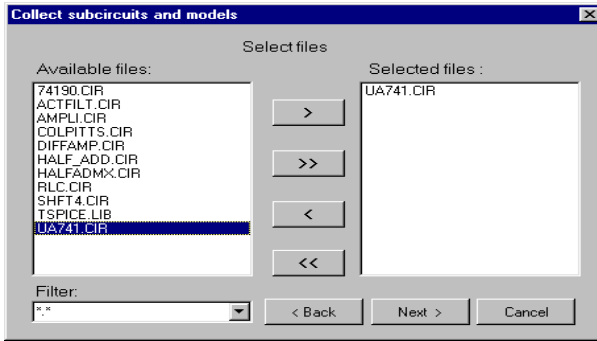 Collect subcircuits and models
Select files
Available files:
Selected files :
74190.CIR
ACTFILT.CIR
AMPLI.CIR
COLPITTS.CIR
DIFFAMP.CIR
HALF_ADD.CIR
HALFADMX.CIR
RLC.CIR
SHFT4.CIR
TSPICE.LIB
UA741.CIR
>
>>
<
<<
UA741.CIR
Filter:
*.*
< Back
Next >
Cancel